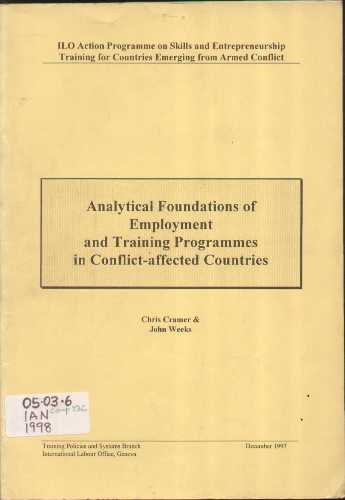 ILO Action Programme on Skills and Entrepreneurship
Training for Countries Emerging from Armed Conflict
Analytical Foundations of
Employment
and Training Programmes
in Conflict-affected Countries
Chris Cramer &
John Weeks
05·03·6
IAN
1998
Training Policies and Systems Branch
International Labour Office, Geneva
December 1997